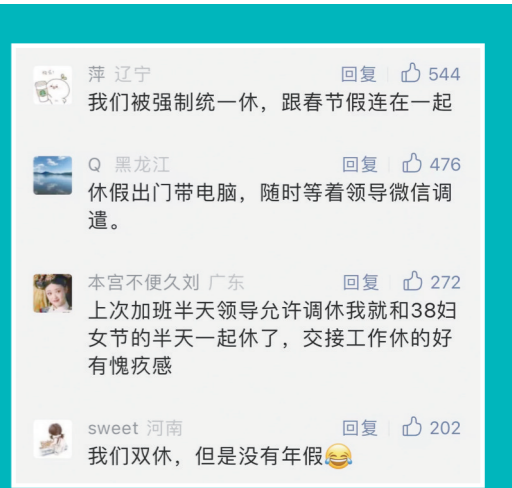 萍 辽宁 回复 544
我们被强制统一休，跟春节假连在一起
Q 黑龙江 回复 476
休假出门带电脑，随时等着领导微信调
遣。
本宫不便久刘 广东 回复 272
上次加班半天领导允许调休我就和38妇
女节的半天一起休了，交接工作休的好
有愧疚感
sweet 河南 回复 202
我们双休，但是没有年假😂